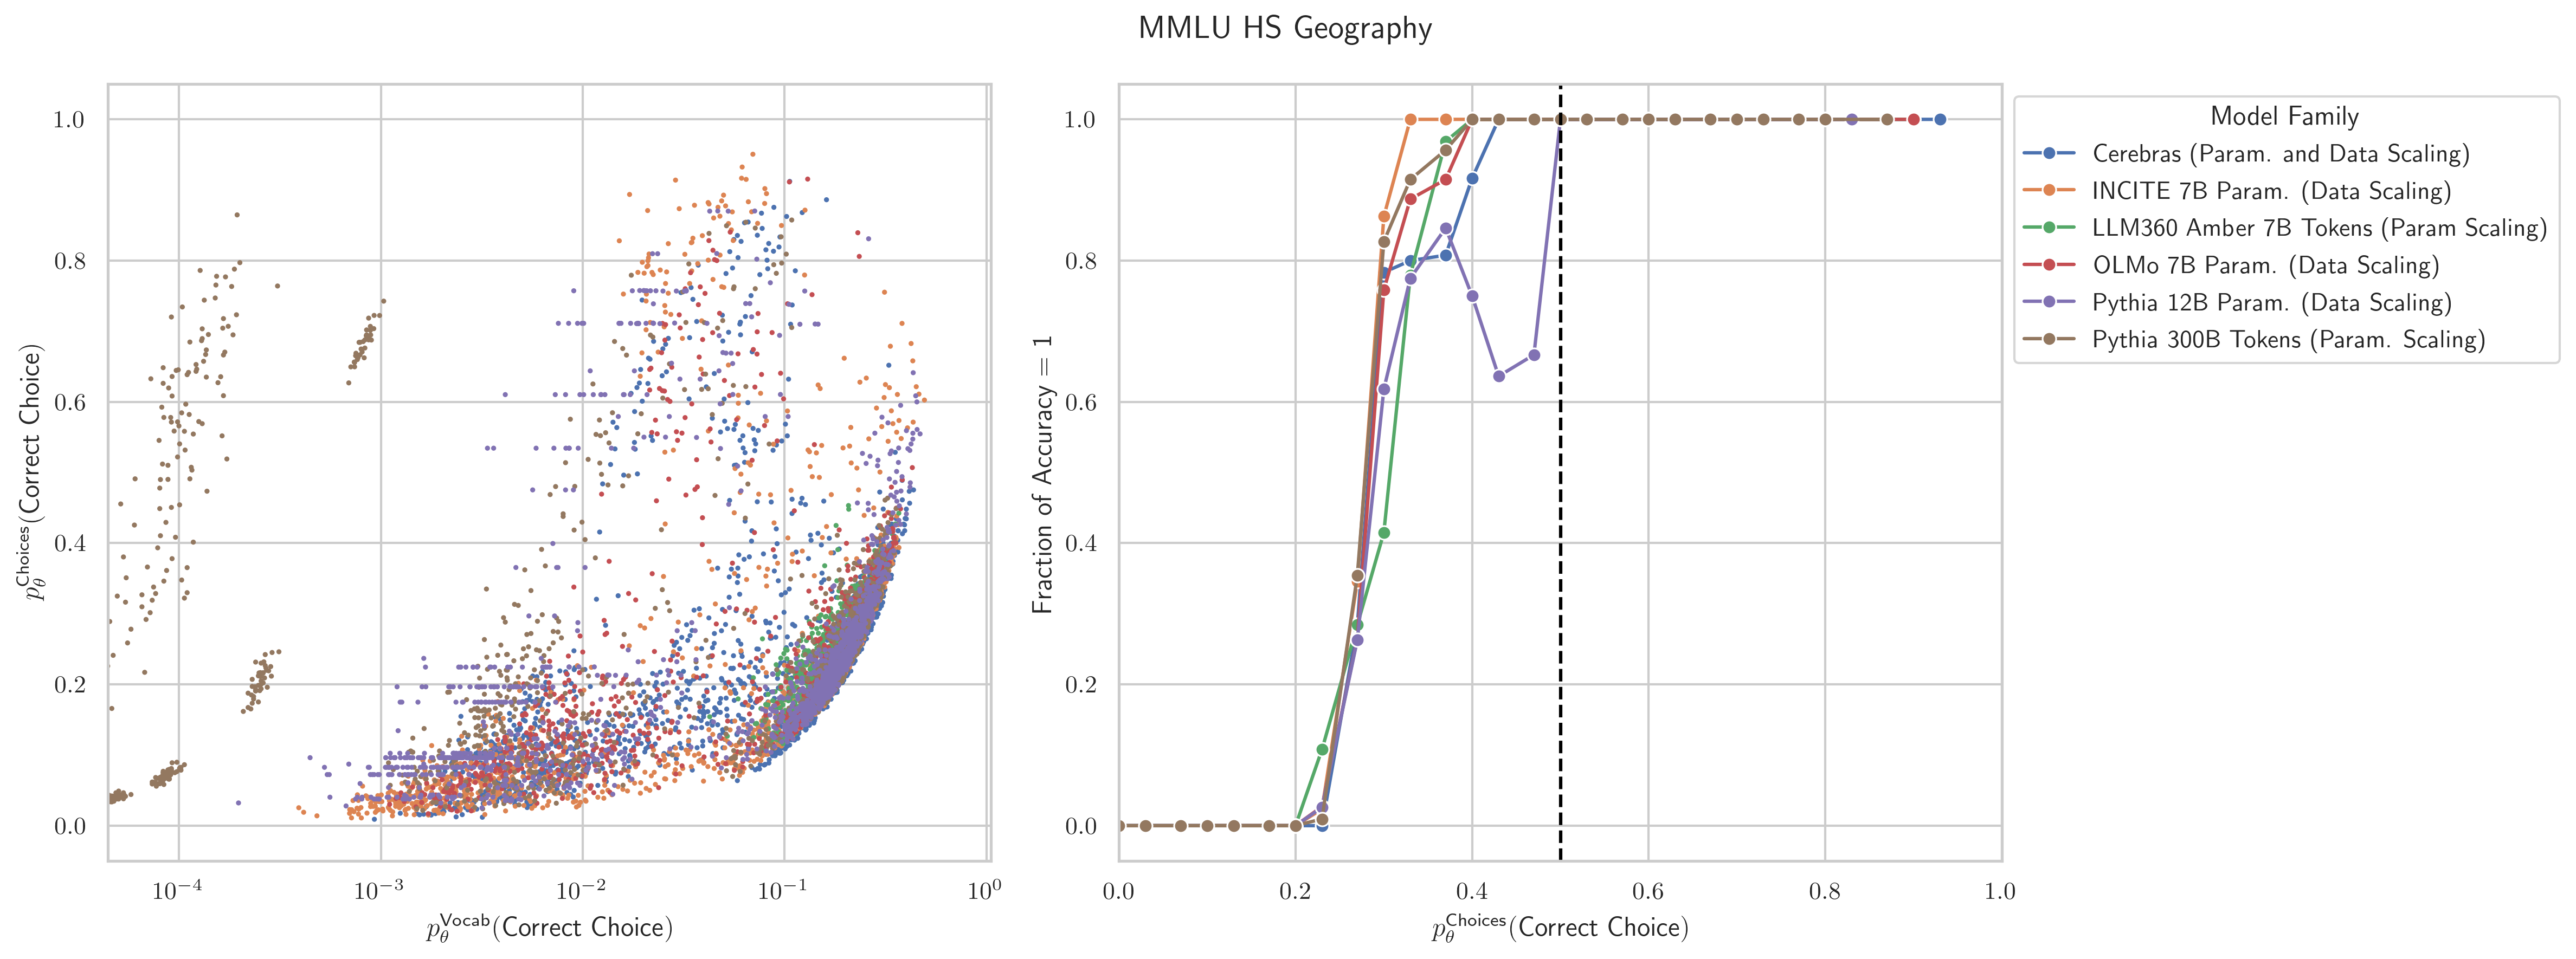 MMLU HS Geography
1.0
0.8
0.6
0.4
0.2
0.0
p_θ^Choices(Correct Choice)
10^−4 10^−3 10^−2 10^−1 10^0
p_θ^Vocab(Correct Choice)
1.0
0.8
0.6
0.4
0.2
0.0
Fraction of Accuracy = 1
0.0 0.2 0.4 0.6 0.8 1.0
p_θ^Choices(Correct Choice)
Model Family
Cerebras (Param. and Data Scaling)
INCITE 7B Param. (Data Scaling)
LLM360 Amber 7B Tokens (Param Scaling)
OLMo 7B Param. (Data Scaling)
Pythia 12B Param. (Data Scaling)
Pythia 300B Tokens (Param. Scaling)